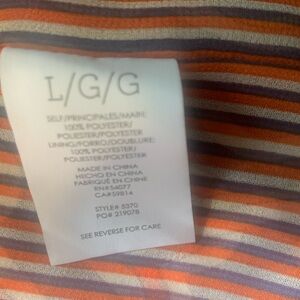 L/G/G
SELF/PRINCIPALES/MAIN:
100% POLYESTER/
POLIESTER/POLYESTER
LINING/FORRO/DOUBLURE:
100% POLYESTER/
POLIESTER/POLYESTER
MADE IN CHINA
HECHO EN CHINA
FABRIQUÉ EN CHINE
RN#54077
CA#59814
STYLE# 5370
PO# 219078
SEE REVERSE FOR CARE